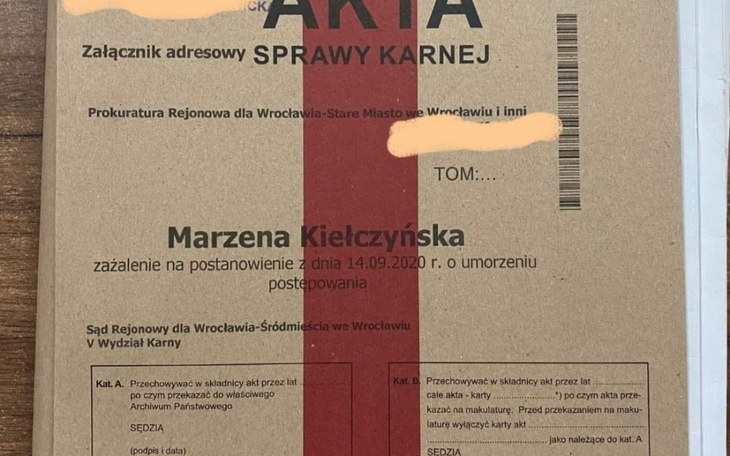 AKTA
Załącznik adresowy SPRAWY KARNEJ
Prokuratura Rejonowa dla Wrocławia-Stare Miasto we Wrocławiu i inni
TOM:...
Marzena Kiełczyńska
zażalenie na postanowienie z dnia 14.09.2020 r. o umorzeniu
postępowania
Sąd Rejonowy dla Wrocławia-Śródmieścia we Wrocławiu
V Wydział Karny
Kat. A. Przechowywać w składnicy akt przez lat ....................
po czym przekazać do właściwego
Archiwum Państwowego
SĘDZIA
(podpis i data)
Kat. B. Przechowywać w składnicy akt przez lat ....................
całe akta - karty ....................*) po czym akta prze-
kazać na makulaturę. Przed przekazaniem na maku-
laturę wyłączyć karty akt ....................
.................... jako należące do kat. A
SĘDZIA